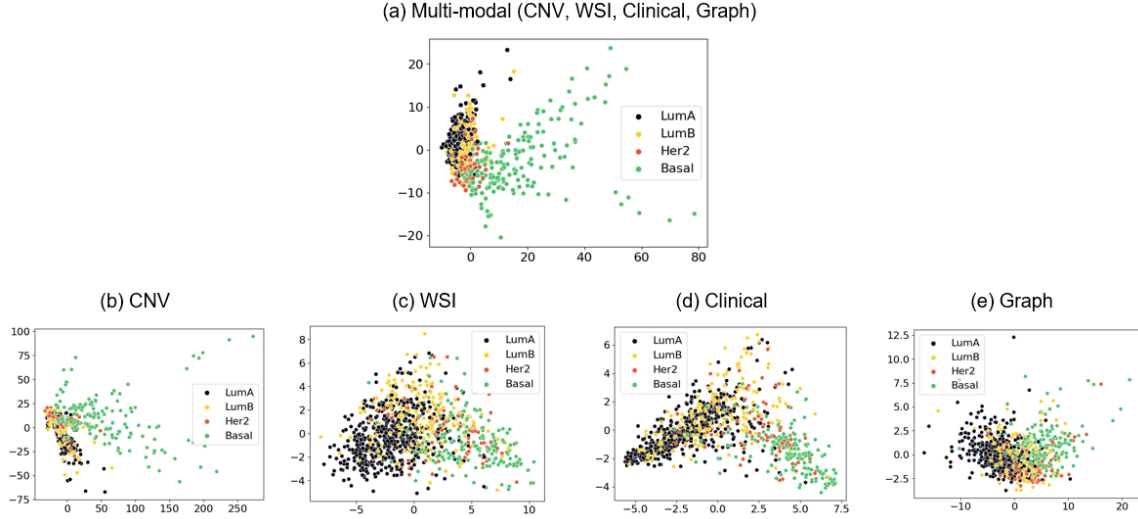 (a) Multi-modal (CNV, WSI, Clinical, Graph)
20
10
0
−10
−20
LumA
LumB
Her2
Basal
0 20 40 60 80
(b) CNV
100
75
50
25
0
−25
−50
−75
LumA
LumB
Her2
Basal
0 50 100 150 200 250
(c) WSI
8
6
4
2
0
−2
−4
LumA
LumB
Her2
Basal
−5 0 5 10
(d) Clinical
6
4
2
0
−2
−4
LumA
LumB
Her2
Basal
−5.0 −2.5 0.0 2.5 5.0 7.5
(e) Graph
12.5
10.0
7.5
5.0
2.5
0.0
−2.5
LumA
LumB
Her2
Basal
−10 0 10 20